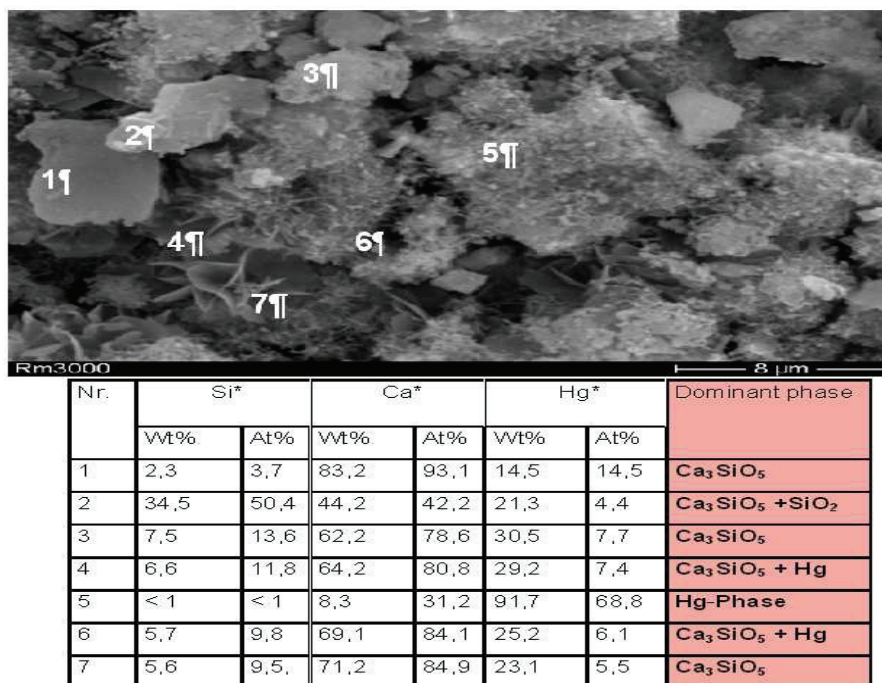 3¶
2¶
5¶
1¶
4¶
6¶
7¶
Rm3000 8 µm
Nr. Si* Ca* Hg* Dominant phase
Wt% At% Wt% At% Wt% At%
1 2,3 3,7 83,2 93,1 14,5 14,5 Ca₃SiO₅
2 34,5 50,4 44,2 42,2 21,3 4,4 Ca₃SiO₅ +SiO₂
3 7,5 13,6 62,2 78,6 30,5 7,7 Ca₃SiO₅
4 6,6 11,8 64,2 80,8 29,2 7,4 Ca₃SiO₅ + Hg
5 < 1 < 1 8,3 31,2 91,7 68,8 Hg-Phase
6 5,7 9,8 69,1 84,1 25,2 6,1 Ca₃SiO₅ + Hg
7 5,6 9,5, 71,2 84,9 23,1 5,5 Ca₃SiO₅